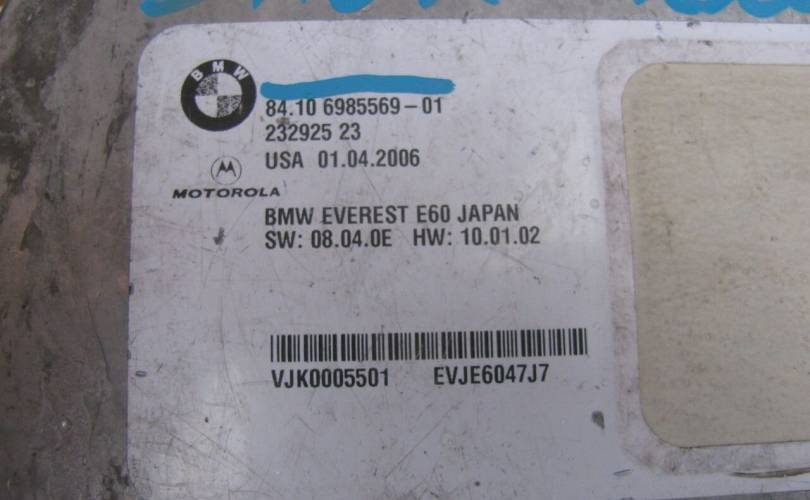 BMW
84.10 6985569-01
232925 23
USA 01.04.2006
MOTOROLA
BMW EVEREST E60 JAPAN
SW: 08.04.0E HW: 10.01.02
VJK0005501 EVJE6047J7